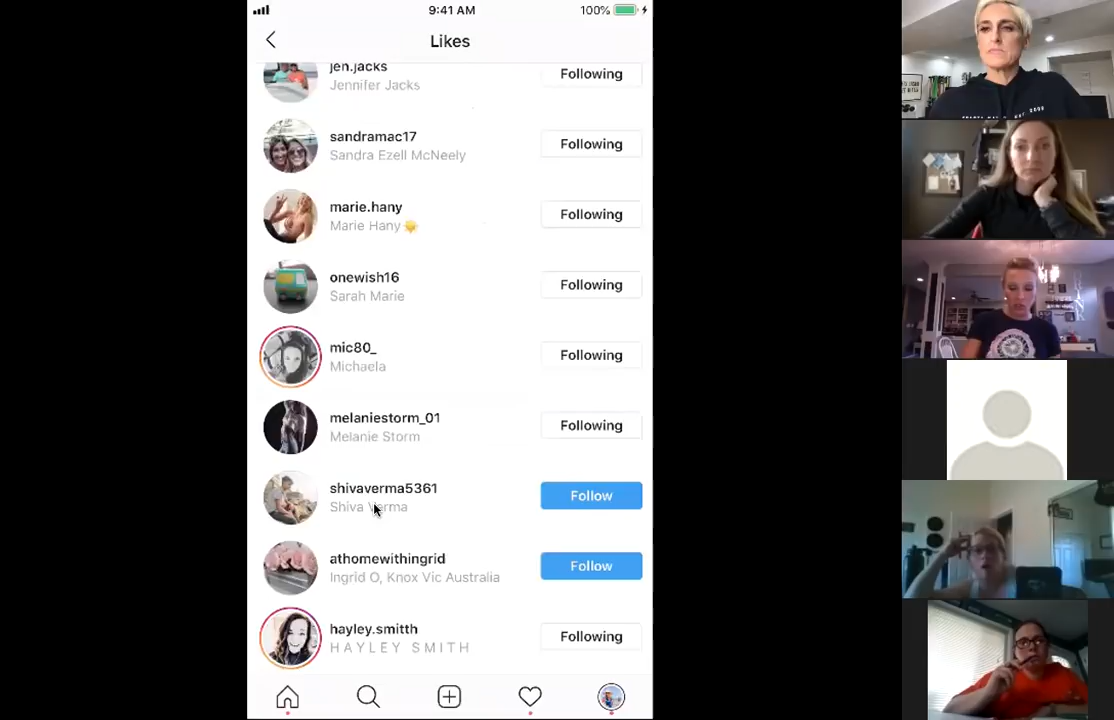 9:41 AM
100%
Likes
jen.jacks
Jennifer Jacks
Following
sandramac17
Sandra Ezell McNeely
Following
marie.hany
Marie Hany
Following
onewish16
Sarah Marie
Following
mic80_
Michaela
Following
melaniestorm_01
Melanie Storm
Following
shivaverma5361
Shiva Verma
Follow
athomewithingrid
Ingrid O, Knox Vic Australia
Follow
hayley.smitth
HAYLEY SMITH
Following